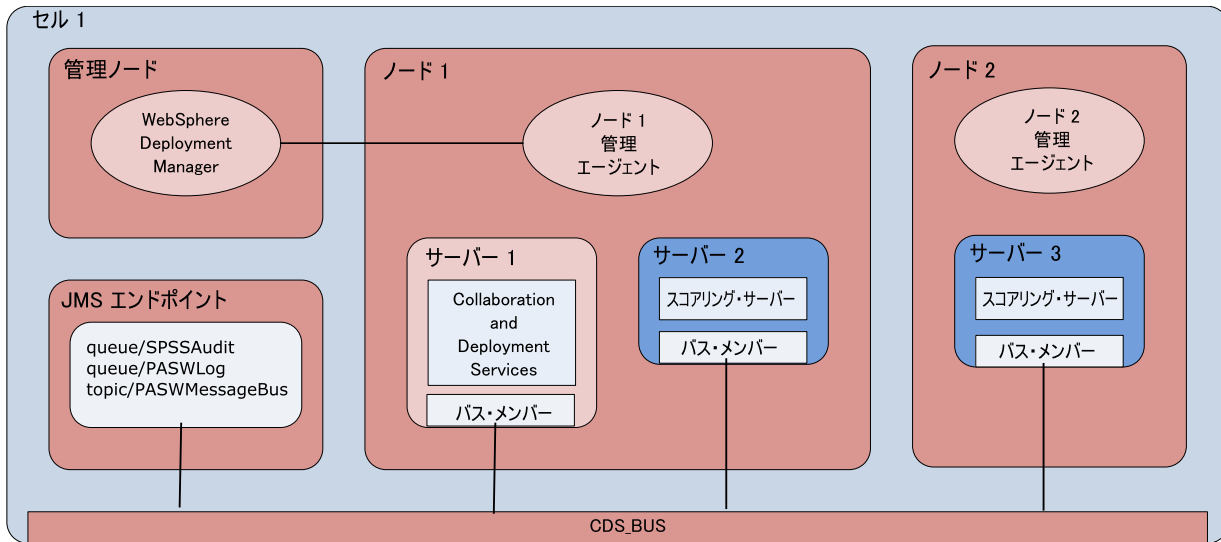 セル 1
管理ノード
WebSphere
Deployment
Manager
ノード 1
ノード 1
管理
エージェント
ノード 2
ノード 2
管理
エージェント
JMS エンドポイント
queue/SPSSAudit
queue/PASWLog
topic/PASWMessageBus
サーバー 1
Collaboration
and
Deployment
Services
バス・メンバー
サーバー 2
スコアリング・サーバー
バス・メンバー
サーバー 3
スコアリング・サーバー
バス・メンバー
CDS_BUS